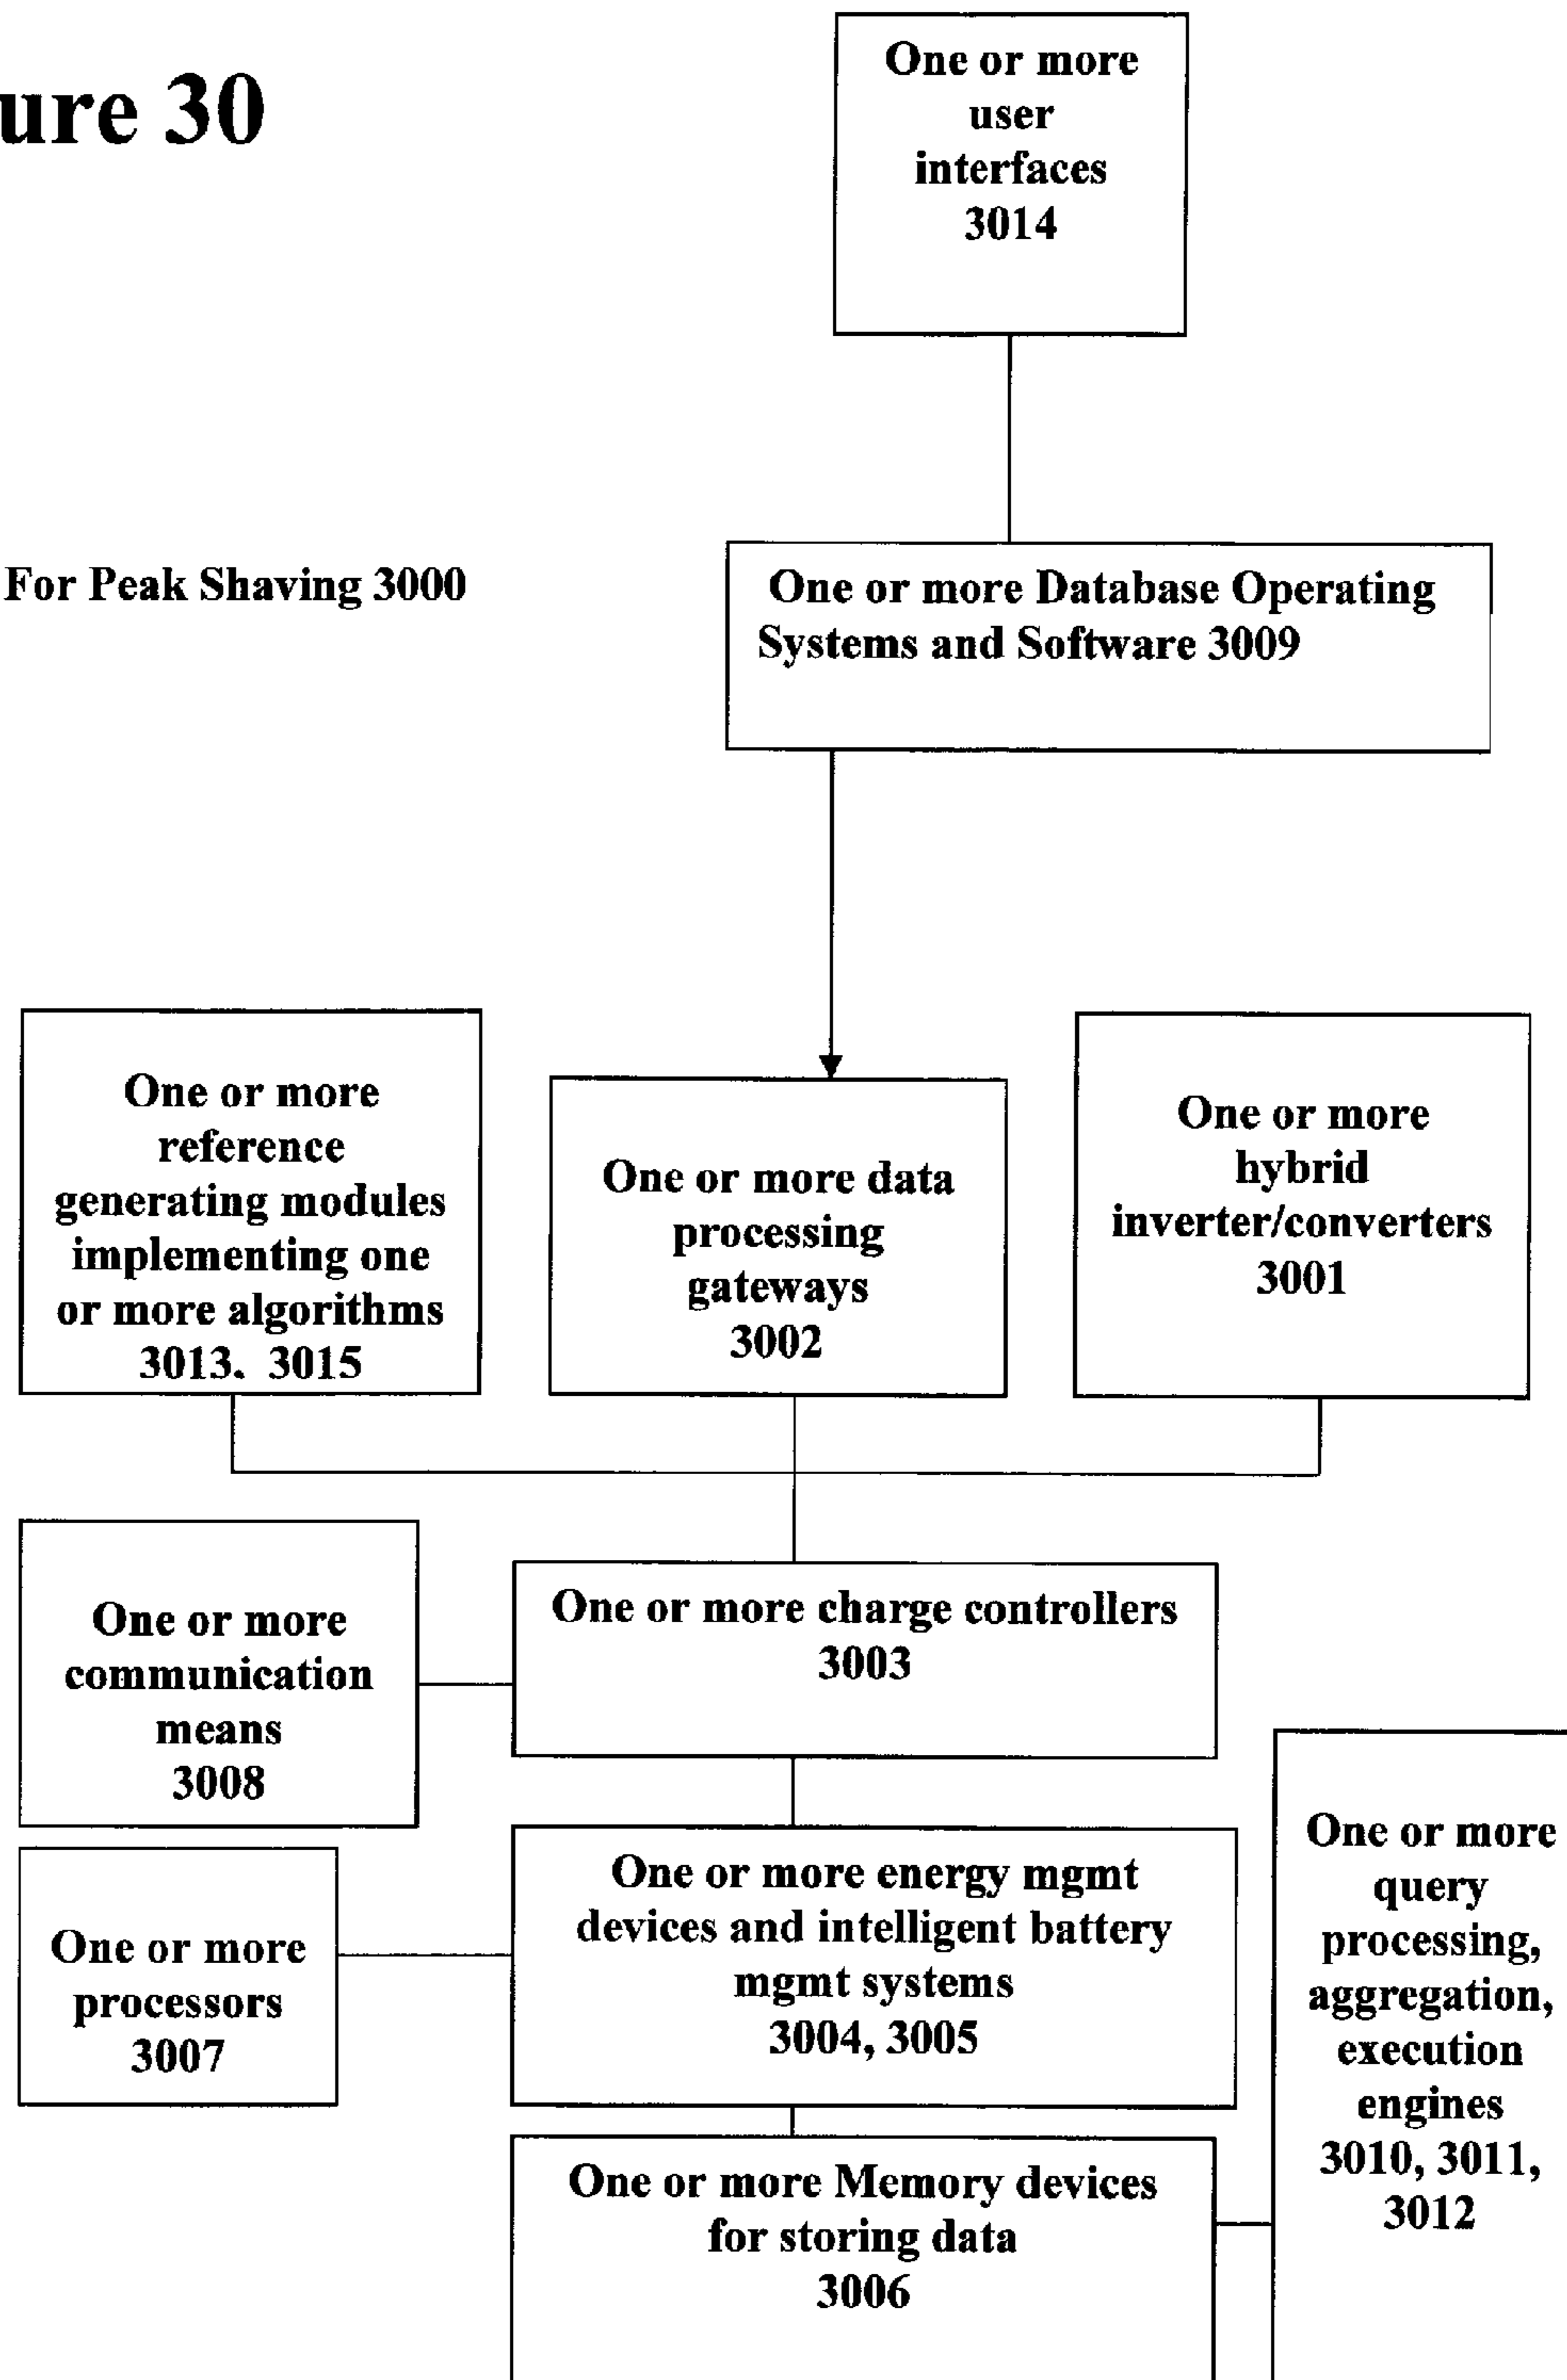 ure 30
One or more
user
interfaces
3014
For Peak Shaving 3000
One or more Database Operating
Systems and Software 3009
One or more
reference
generating modules
implementing one
or more algorithms
3013. 3015
One or more data
processing
gateways
3002
One or more
hybrid
inverter/converters
3001
One or more
communication
means
3008
One or more charge controllers
3003
One or more
processors
3007
One or more energy mgmt
devices and intelligent battery
mgmt systems
3004, 3005
One or more
query
processing,
aggregation,
execution
engines
3010, 3011,
3012
One or more Memory devices
for storing data
3006